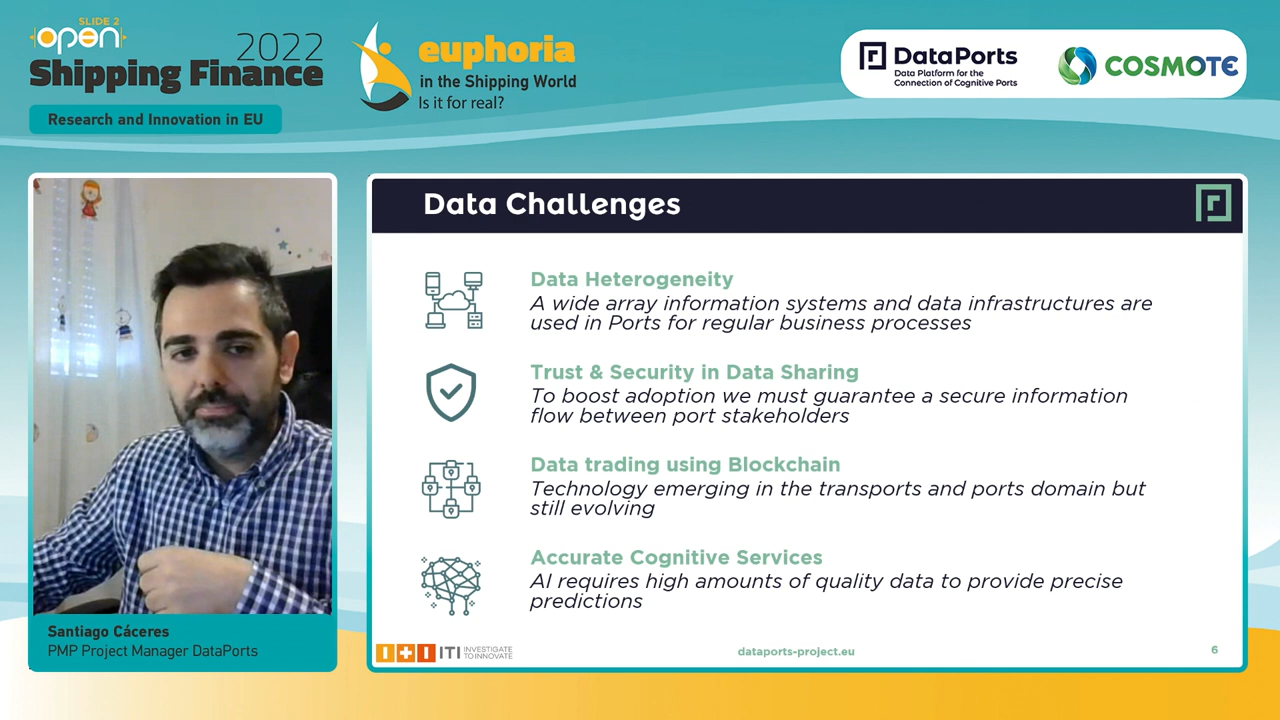 SLIDE 2
open
2022
Shipping Finance
Research and Innovation in EU
euphoria
in the Shipping World
Is it for real?
DataPorts
Data Platform for the
Connection of Cognitive Ports
COSMOTE
Santiago Cáceres
PMP Project Manager DataPorts
Data Challenges
Data Heterogeneity
A wide array information systems and data infrastructures are
used in Ports for regular business processes
Trust & Security in Data Sharing
To boost adoption we must guarantee a secure information
flow between port stakeholders
Data trading using Blockchain
Technology emerging in the transports and ports domain but
still evolving
Accurate Cognitive Services
AI requires high amounts of quality data to provide precise
predictions
ITI INVESTIGATE
TO INNOVATE
dataports-project.eu
6